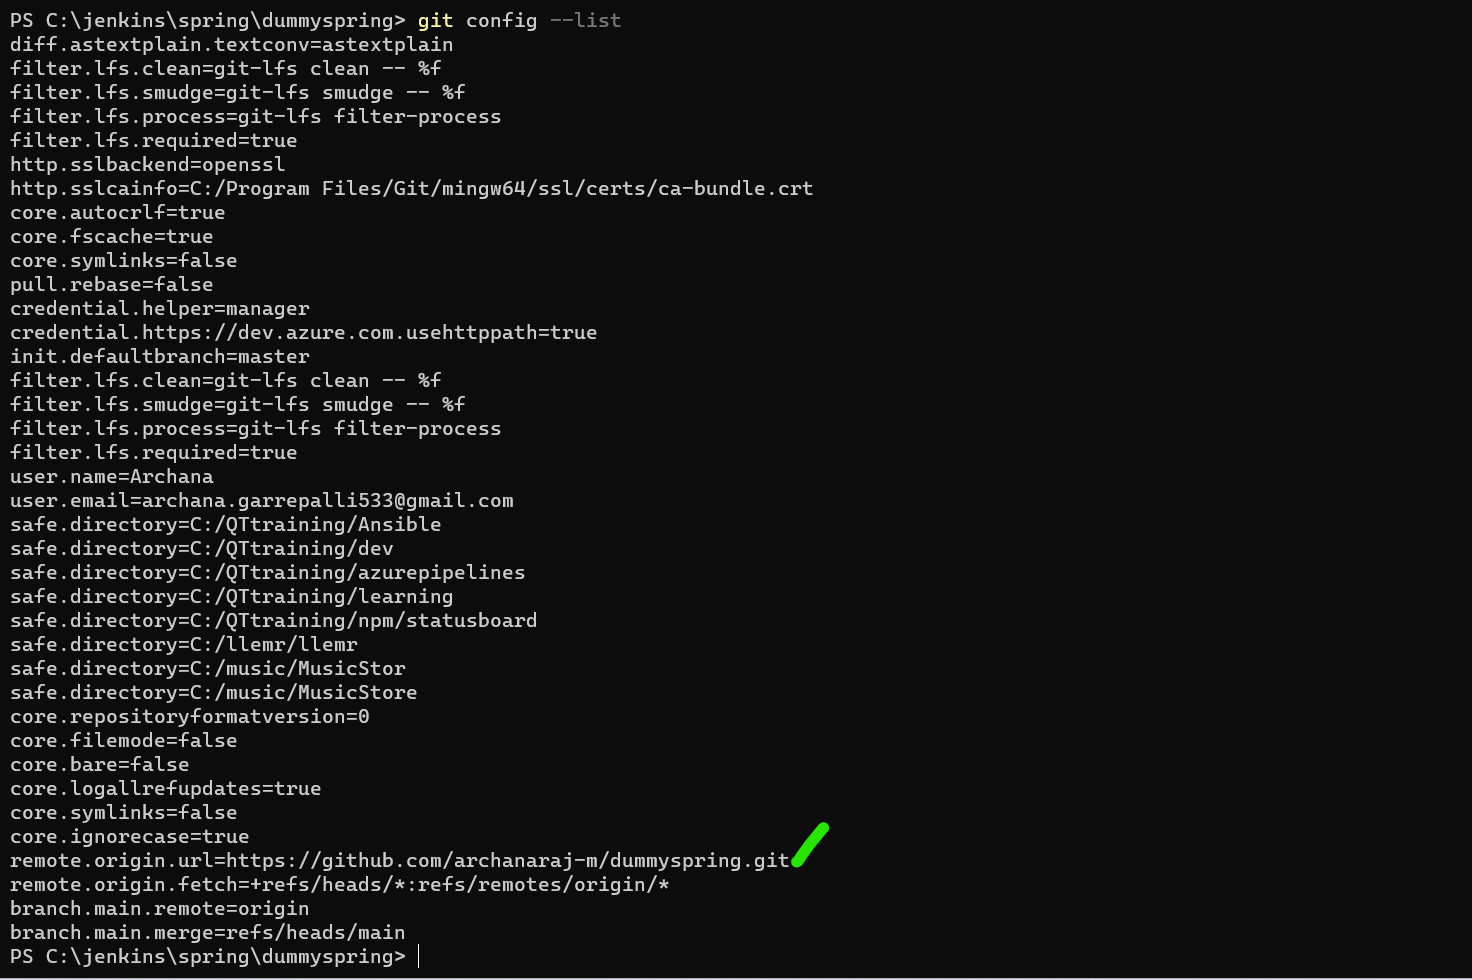 PS C:\jenkins\spring\dummyspring> git config --list
diff.astextplain.textconv=astextplain
filter.lfs.clean=git-lfs clean -- %f
filter.lfs.smudge=git-lfs smudge -- %f
filter.lfs.process=git-lfs filter-process
filter.lfs.required=true
http.sslbackend=openssl
http.sslcainfo=C:/Program Files/Git/mingw64/ssl/certs/ca-bundle.crt
core.autocrlf=true
core.fscache=true
core.symlinks=false
pull.rebase=false
credential.helper=manager
credential.https://dev.azure.com.usehttppath=true
init.defaultbranch=master
filter.lfs.clean=git-lfs clean -- %f
filter.lfs.smudge=git-lfs smudge -- %f
filter.lfs.process=git-lfs filter-process
filter.lfs.required=true
user.name=Archana
user.email=archana.garrepalli533@gmail.com
safe.directory=C:/QTtraining/Ansible
safe.directory=C:/QTtraining/dev
safe.directory=C:/QTtraining/azurepipelines
safe.directory=C:/QTtraining/learning
safe.directory=C:/QTtraining/npm/statusboard
safe.directory=C:/llemr/llemr
safe.directory=C:/music/MusicStor
safe.directory=C:/music/MusicStore
core.repositoryformatversion=0
core.filemode=false
core.bare=false
core.logallrefupdates=true
core.symlinks=false
core.ignorecase=true
remote.origin.url=https://github.com/archanaraj-m/dummyspring.git
remote.origin.fetch=+refs/heads/*:refs/remotes/origin/*
branch.main.remote=origin
branch.main.merge=refs/heads/main
PS C:\jenkins\spring\dummyspring>